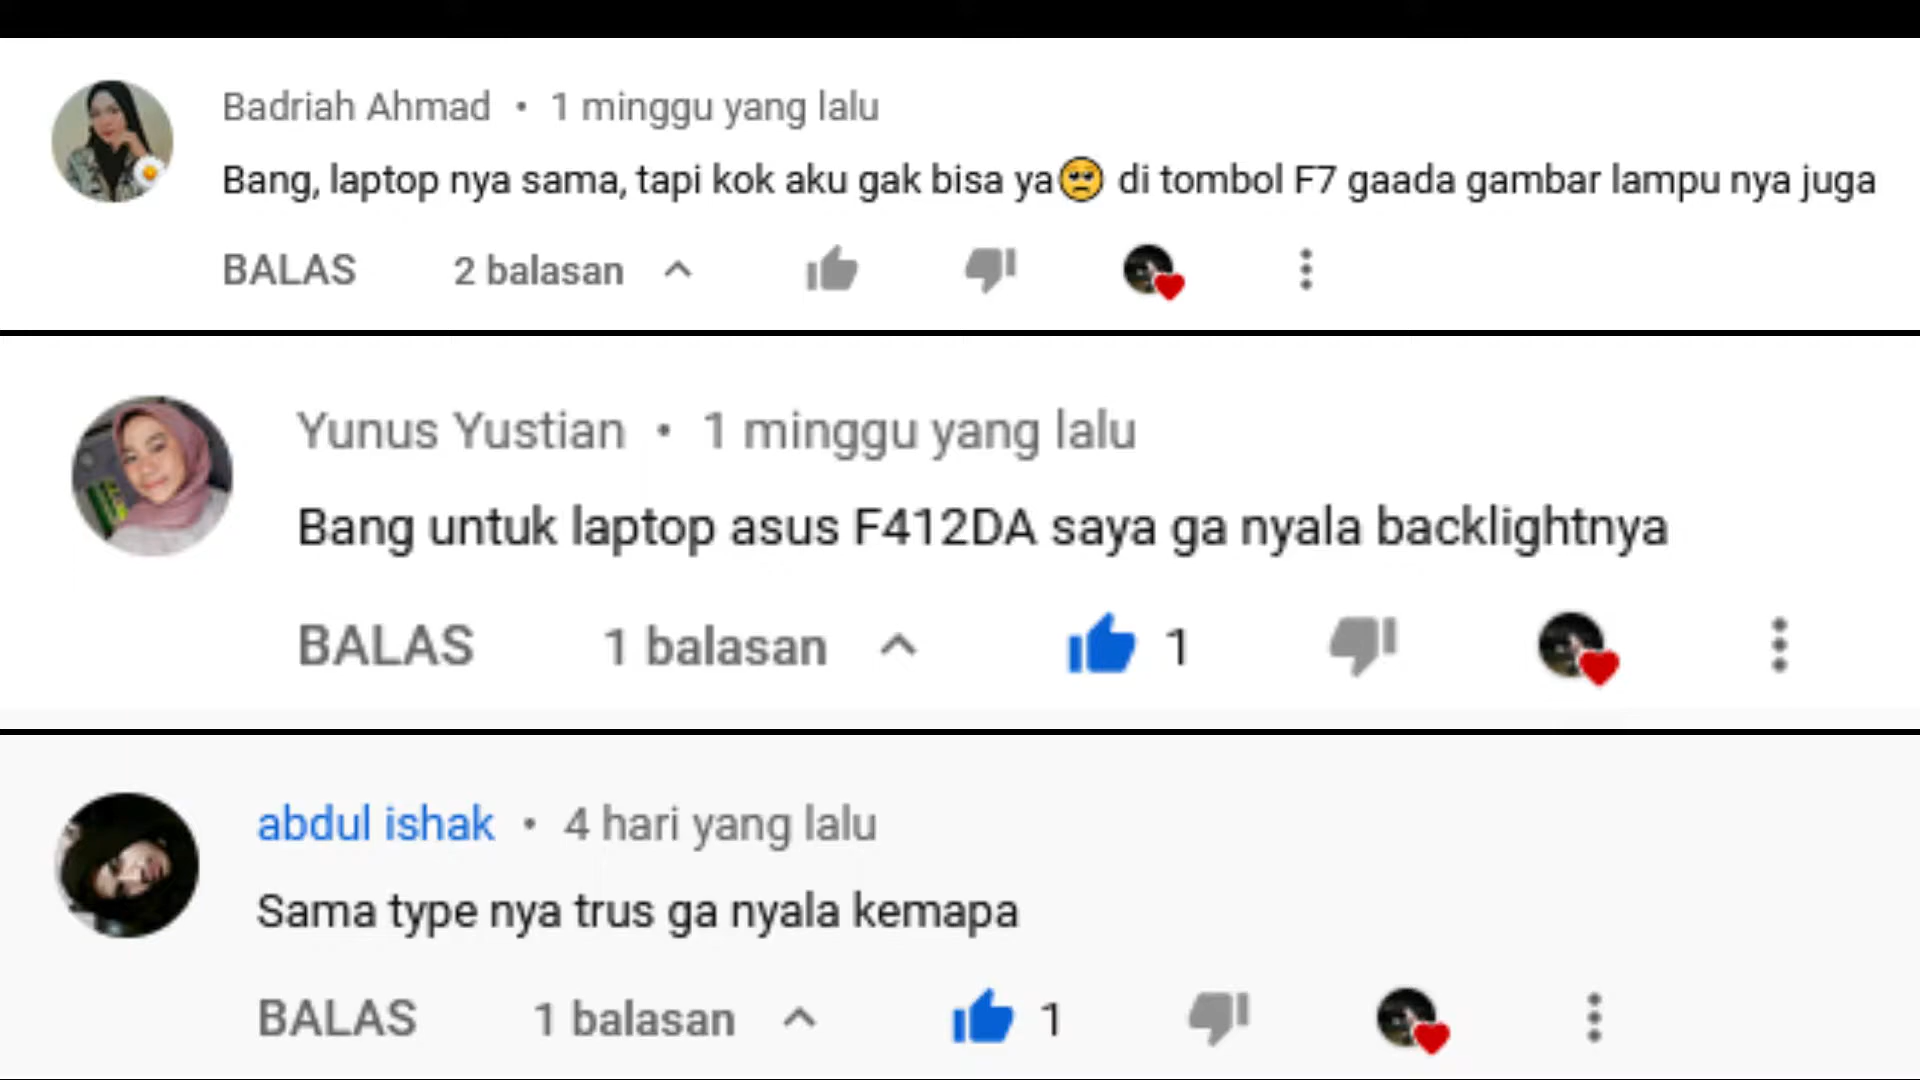 Badriah Ahmad • 1 minggu yang lalu
Bang, laptop nya sama, tapi kok aku gak bisa ya🥺 di tombol F7 gaada gambar lampu nya juga
BALAS 2 balasan
Yunus Yustian • 1 minggu yang lalu
Bang untuk laptop asus F412DA saya ga nyala backlightnya
BALAS 1 balasan 1
abdul ishak • 4 hari yang lalu
Sama type nya trus ga nyala kemapa
BALAS 1 balasan 1